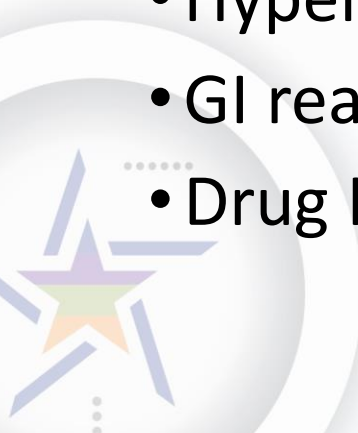 • Hyper
• GI rea
• Drug